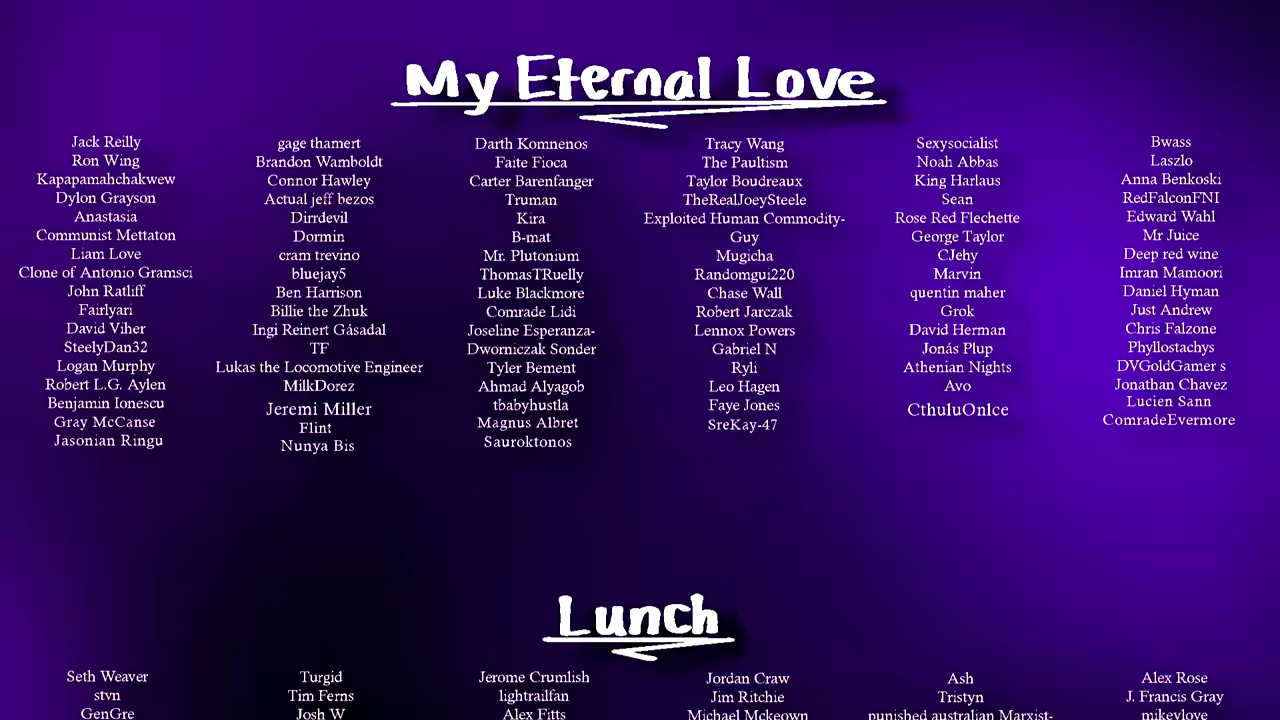 My Eternal Love
Jack Reilly
Ron Wing
Kapapamahchakwew
Dylon Grayson
Anastasia
Communist Mettaton
Liam Love
Clone of Antonio Gramsci
John Ratliff
Fairlyari
David Viher
SteelyDan32
Logan Murphy
Robert L.G. Aylen
Benjamin Ionescu
Gray McCanse
Jasonian Ringu
gage thamert
Brandon Wamboldt
Connor Hawley
Actual jeff bezos
Dirrdevil
Dormin
cram trevino
bluejay5
Ben Harrison
Billie the Zhuk
Ingi Reinert Gásadal
TF
Lukas the Locomotive Engineer
MilkDorez
Jeremi Miller
Flint
Nunya Bis
Darth Komnenos
Faite Fioca
Carter Barenfanger
Truman
Kira
B-mat
Mr. Plutonium
ThomasTRuelly
Luke Blackmore
Comrade Lidi
Joseline Esperanza-
Dworniczak Sonder
Tyler Bement
Ahmad Alyagob
tbabyhustla
Magnus Albret
Sauroktonos
Tracy Wang
The Paultism
Taylor Boudreaux
TheRealJoeySteele
Exploited Human Commodity-
Guy
Mugicha
Randomgui220
Chase Wall
Robert Jarczak
Lennox Powers
Gabriel N
Ryli
Leo Hagen
Faye Jones
SreKay-47
Sexysocialist
Noah Abbas
King Harlaus
Sean
Rose Red Flechette
George Taylor
CJehy
Marvin
quentin maher
Grok
David Herman
Jonás Plup
Athenian Nights
Avo
CthuluOnIce
Bwass
Laszlo
Anna Benkoski
RedFalconFNI
Edward Wahl
Mr Juice
Deep red wine
Imran Mamoori
Daniel Hyman
Just Andrew
Chris Falzone
Phyllostachys
DVGoldGamer s
Jonathan Chavez
Lucien Sann
ComradeEvermore
Lunch
Seth Weaver
stvn
GenGre
Turgid
Tim Ferns
Josh W
Jerome Crumlish
lightrailfan
Alex Fitts
Jordan Craw
Jim Ritchie
Michael Mckeown
Ash
Tristyn
punished australian Marxist-
Alex Rose
J. Francis Gray
mikeylove